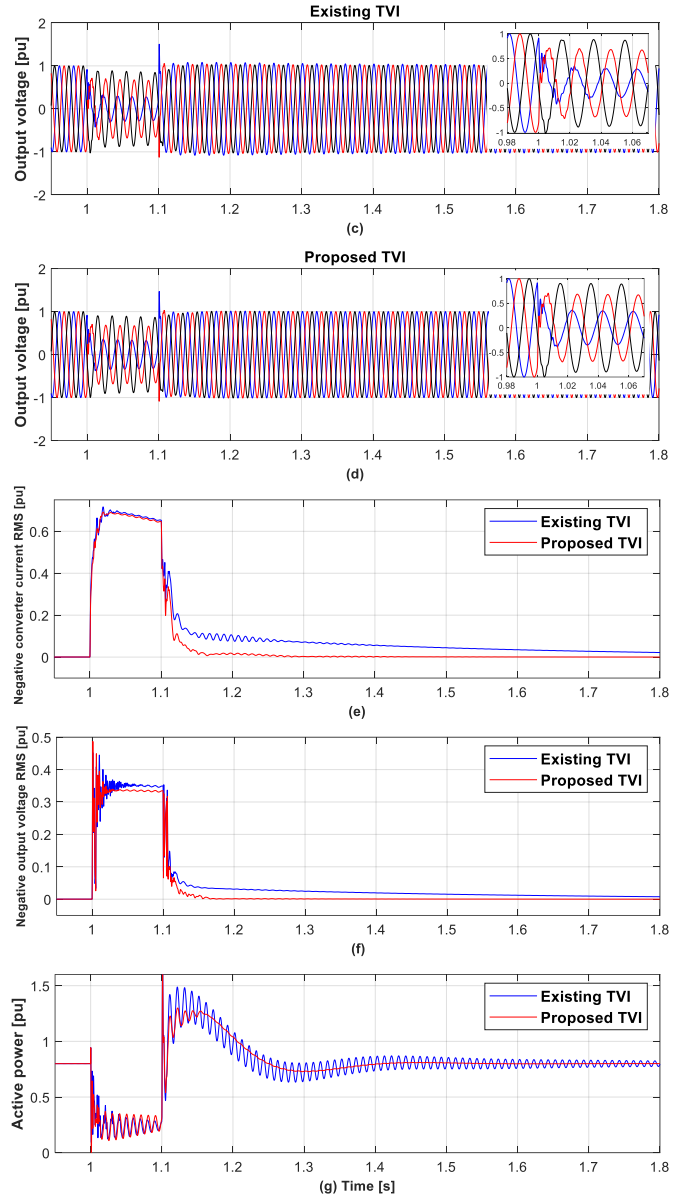 Existing TVI
Output voltage [pu]
2
1
0
-1
-2
1
0.5
0
-0.5
-1
0.98 1 1.02 1.04 1.06
1 1.1 1.2 1.3 1.4 1.5 1.6 1.7 1.8
(c)
Proposed TVI
Output voltage [pu]
2
1
0
-1
-2
1
0.5
0
-0.5
-1
0.98 1 1.02 1.04 1.06
1 1.1 1.2 1.3 1.4 1.5 1.6 1.7 1.8
(d)
Negative converter current RMS [pu]
0.6
0.4
0.2
0
Existing TVI
Proposed TVI
1 1.1 1.2 1.3 1.4 1.5 1.6 1.7 1.8
(e)
Negative output voltage RMS [pu]
0.5
0.4
0.3
0.2
0.1
0
Existing TVI
Proposed TVI
1 1.1 1.2 1.3 1.4 1.5 1.6 1.7 1.8
(f)
Active power [pu]
1.5
1
0.5
0
Existing TVI
Proposed TVI
1 1.1 1.2 1.3 1.4 1.5 1.6 1.7 1.8
(g) Time [s]